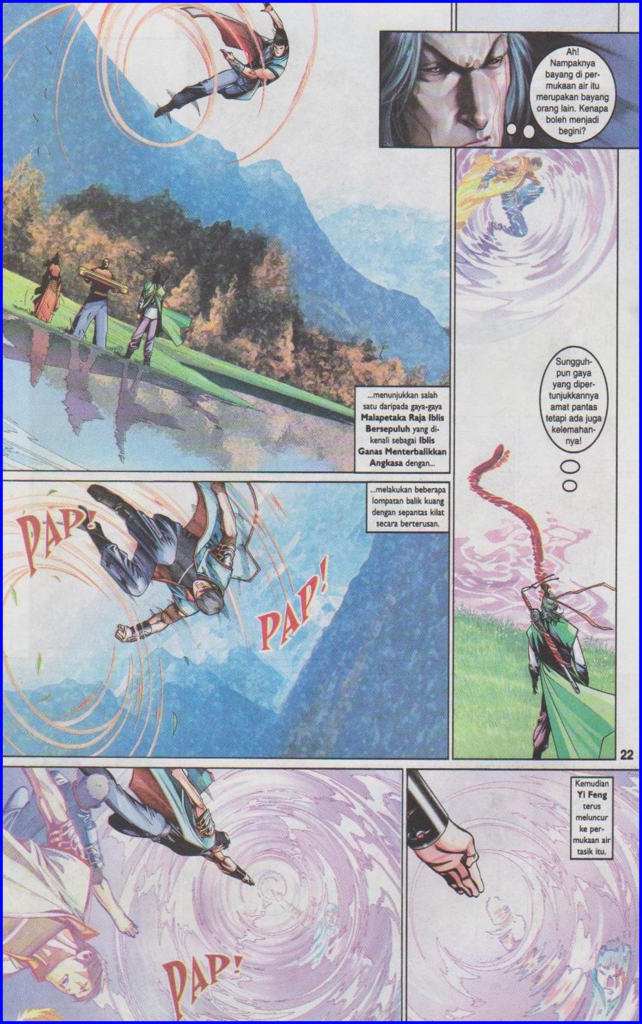 ...menunjukkan salah
satu daripada gaya-gaya
Malapetaka Raja Iblis
Bersepuluh yang di-
kenali sebagai Iblis
Ganas Menterbalikkan
Angkasa dengan...
...melakukan beberapa
lompatan balik kuang
dengan sepantas kilat
secara berterusan.
PAP!
PAP!
Ah!
Nampaknya
bayang di per-
mukaan air itu
merupakan bayang
orang lain. Kenapa
boleh menjadi
begini?
Sungguh-
pun gaya
yang diper-
tunjukkannya
amat pantas
tetapi ada juga
kelemahan-
nya!
22
PAP!
Kemudian
Yi Feng
terus
meluncur
ke per-
mukaan air
tasik itu.